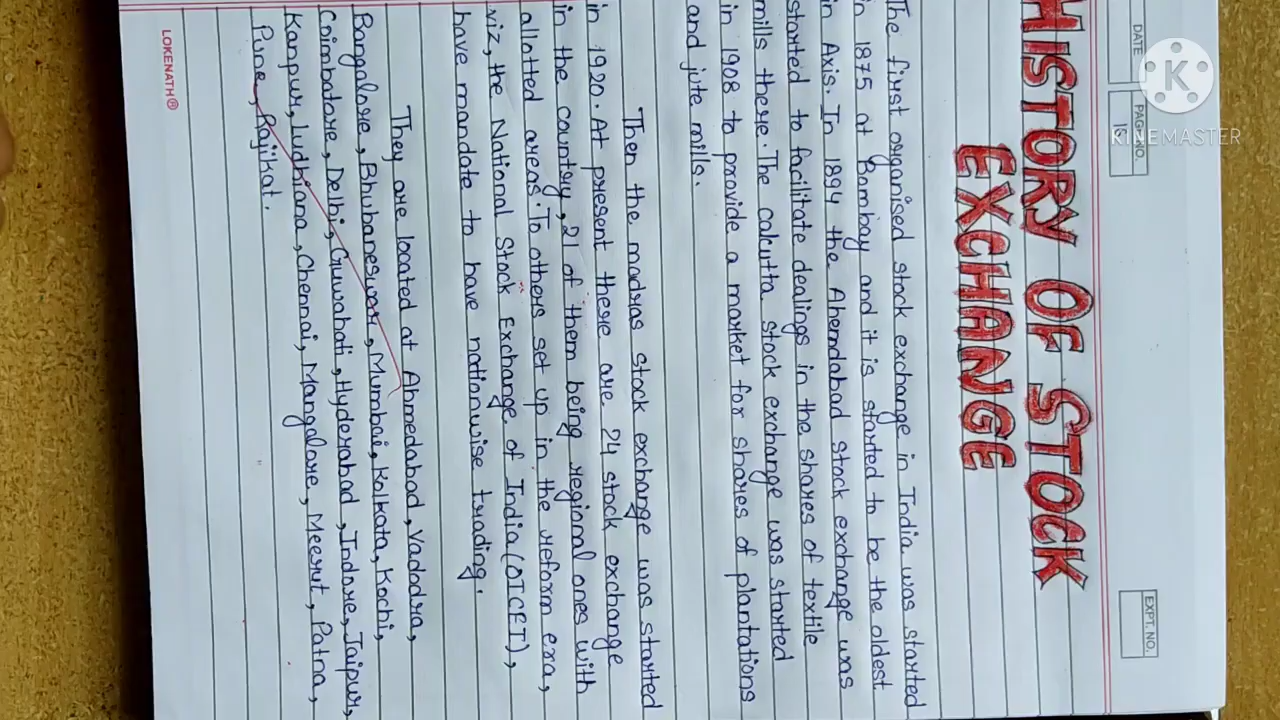 DATE
PAGE NO.
15
EXPT. NO.
KINEMASTER
HISTORY OF STOCK
EXCHANGE
The first organised stock exchange in India was started
in 1875 at Bombay and it is started to be the oldest
in Axis. In 1894 the Ahemdabad stock exchange was
started to facilitate dealings in the shares of textile
mills there. The calcutta stock exchange was started
in 1908 to provide a market for shares of plantations
and jute mills.
Then the madras stock exchange was started
in 1920. At present there are 24 stock exchange
in the country, 21 of them being regional ones with
allotted areas. To others set up in the reform era,
viz, the National Stock Exchange of India (OTCEI),
have mandate to have nationwise trading.
They are located at Ahmedabad, Vadodra,
Bangalore, Bhubaneswar, Mumbai, Kolkata, Kochi,
Coimbatore, Delhi, Guwahati, Hyderabad, Indore, Jaipur,
Kanpur, Ludhiana, Chennai, Mangalore, Meerut, Patna,
Pune, Rajikat.
LOKENATH®